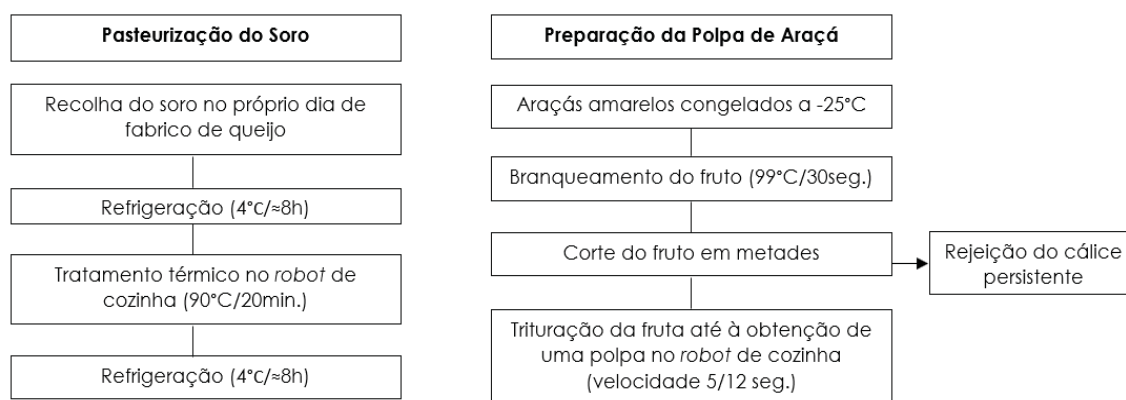 Pasteurização do Soro
Recolha do soro no próprio dia de
fabrico de queijo
Refrigeração (4°C/≈8h)
Tratamento térmico no robot de
cozinha (90°C/20min.)
Refrigeração (4°C/≈8h)
Preparação da Polpa de Araçá
Araçás amarelos congelados a -25°C
Branqueamento do fruto (99°C/30seg.)
Corte do fruto em metades
Rejeição do cálice
persistente
Trituração da fruta até à obtenção de
uma polpa no robot de cozinha
(velocidade 5/12 seg.)